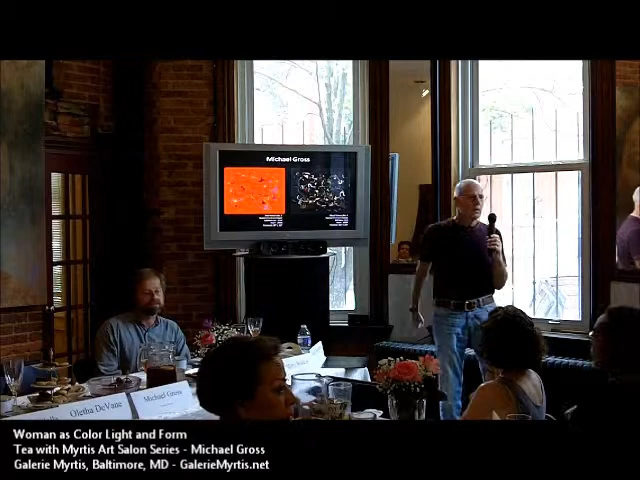 Michael Gross
Oletha DeVane
Michael Gross
Woman as Color Light and Form
Tea with Myrtis Art Salon Series - Michael Gross
Galerie Myrtis, Baltimore, MD - GalerieMyrtis.net